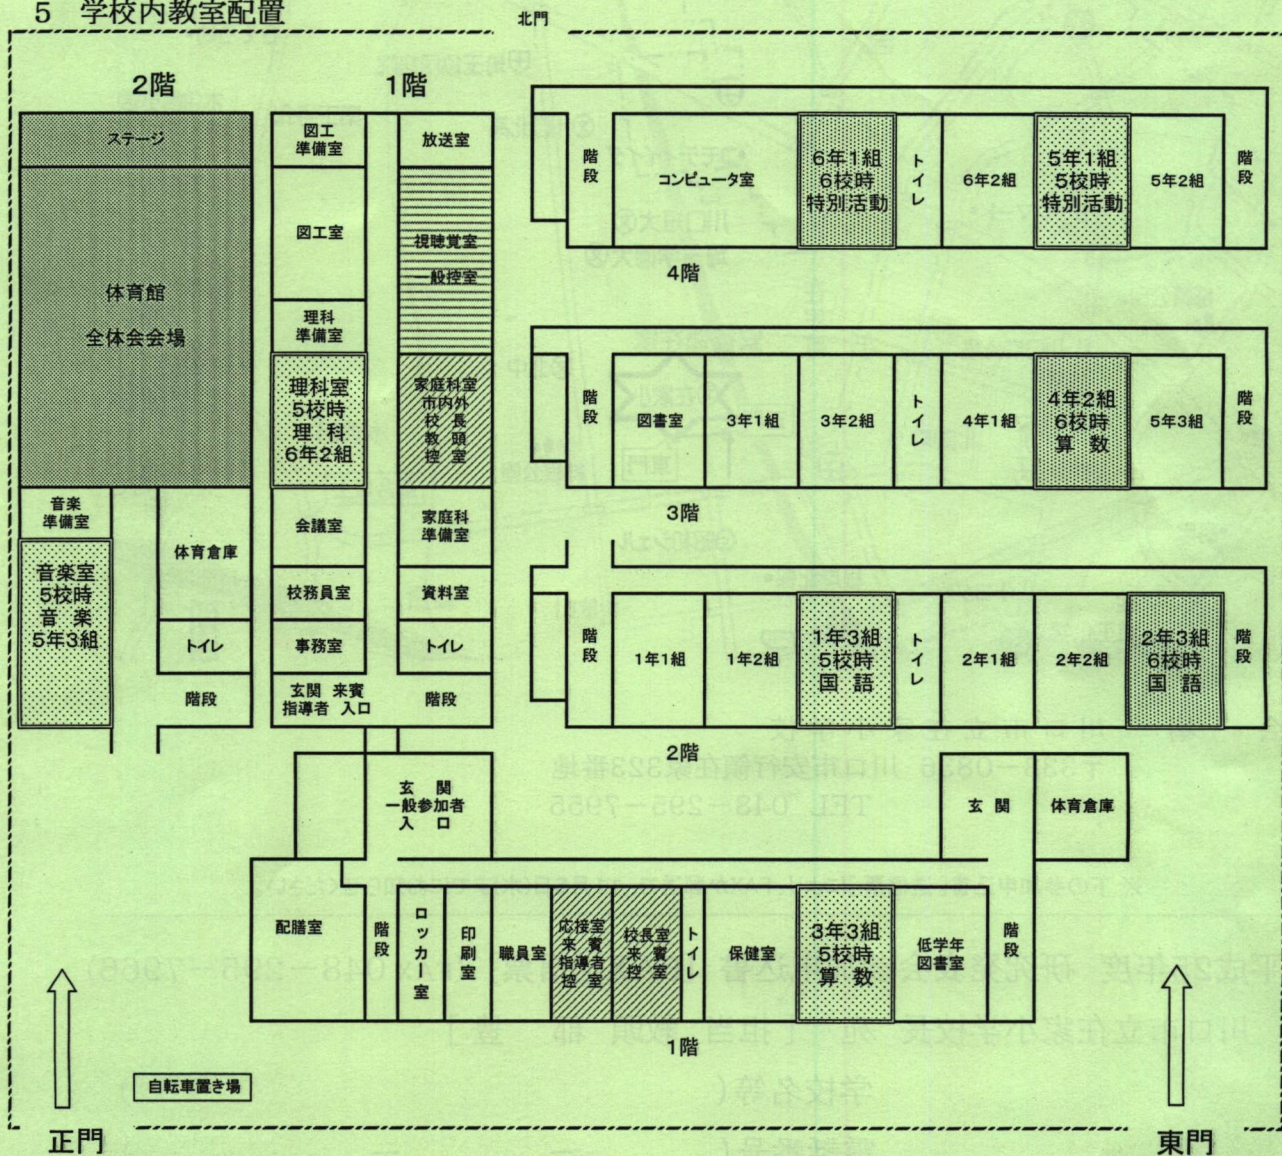 5 学校内教室配置
北門
2階
1階
ステージ
体育館
全体会会場
音楽
準備室
体育倉庫
音楽室
5校時
音 楽
5年3組
トイレ
階段
図工
準備室
放送室
図工室
視聴覚室
一般控室
理科
準備室
理科室
5校時
理 科
6年2組
家庭科室
市内外
校 長
教 頭
控 室
会議室
家庭科
準備室
校務員室
資料室
事務室
トイレ
玄関 来賓
指導者 入口
階段
階段
コンピュータ室
6年1組
6校時
特別活動
トイレ
6年2組
5年1組
5校時
特別活動
5年2組
階段
4階
階段
図書室
3年1組
3年2組
トイレ
4年1組
4年2組
6校時
算 数
5年3組
階段
3階
階段
1年1組
1年2組
1年3組
5校時
国 語
トイレ
2年1組
2年2組
2年3組
6校時
国 語
階段
2階
玄 関
一般参加者
入 口
玄 関
体育倉庫
配膳室
階段
ロッカ室
印刷室
職員室
応接室
来 賓
指導者
控 室
校長室
来 賓
控 室
トイレ
保健室
3年3組
5校時
算 数
低学年
図書室
階段
1階
自転車置き場
正門
東門